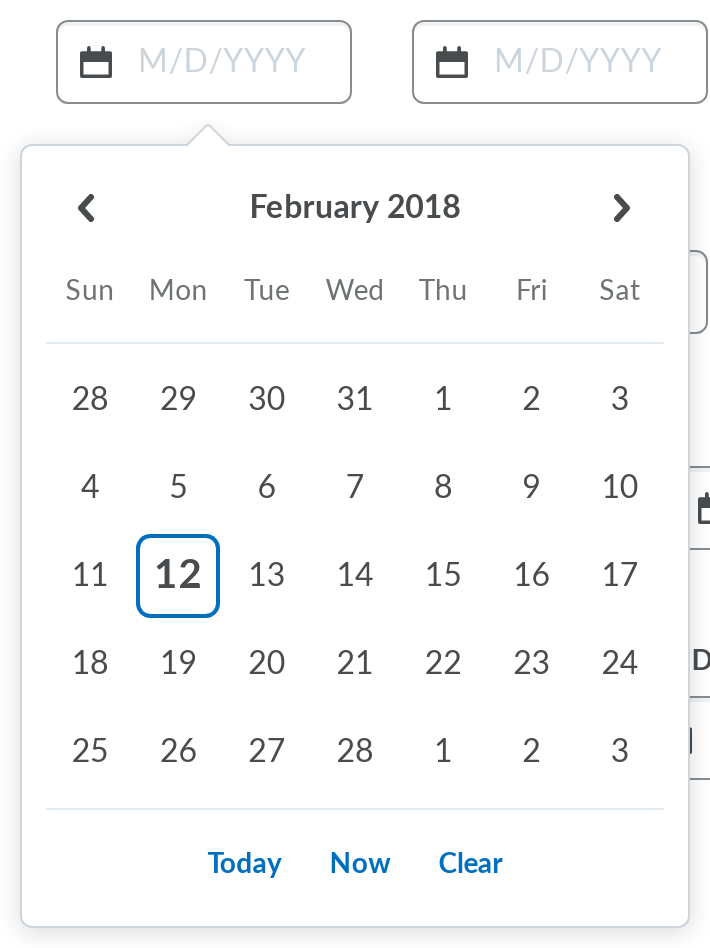 M/D/YYYY M/D/YYYY
February 2018
Sun Mon Tue Wed Thu Fri Sat
28 29 30 31 1 2 3
4 5 6 7 8 9 10
11 12 13 14 15 16 17
18 19 20 21 22 23 24
D
25 26 27 28 1 2 3
Today Now Clear